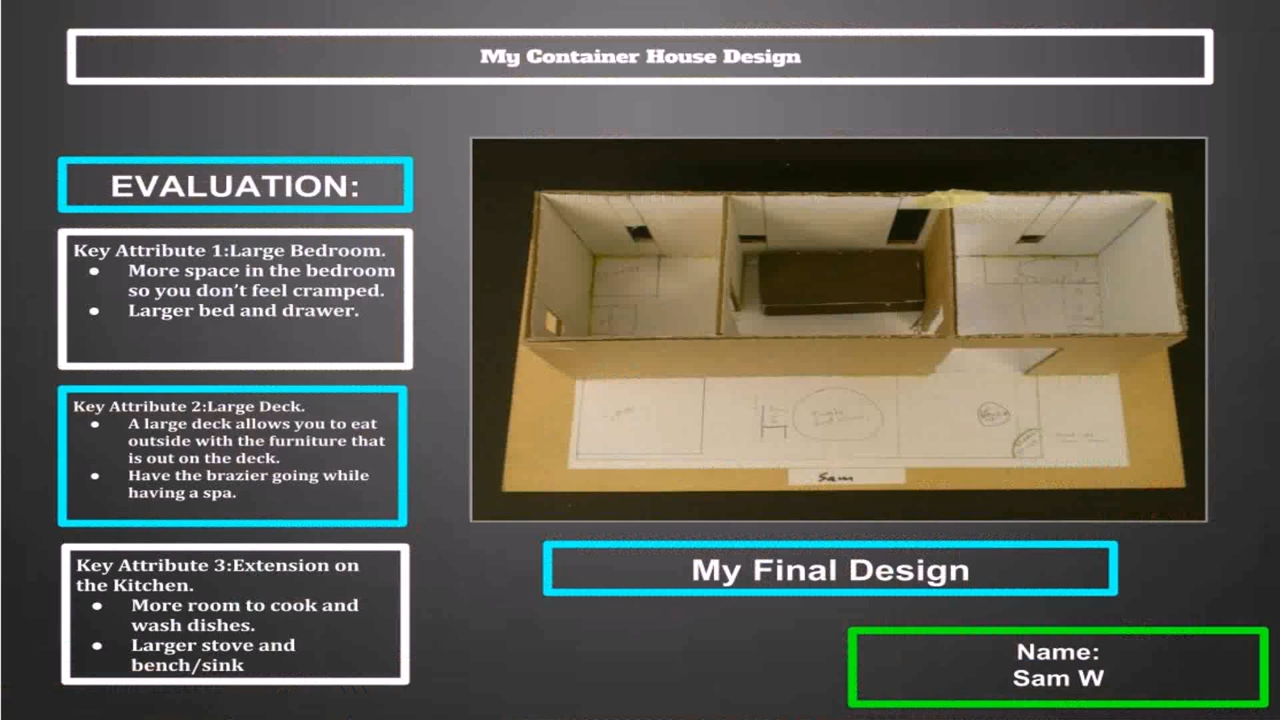 My Container House Design
EVALUATION:
Key Attribute 1:Large Bedroom.
● More space in the bedroom
so you don't feel cramped.
● Larger bed and drawer.
Key Attribute 2:Large Deck.
● A large deck allows you to eat
outside with the furniture that
is out on the deck.
● Have the brazier going while
having a spa.
Key Attribute 3:Extension on
the Kitchen.
● More room to cook and
wash dishes.
● Larger stove and
bench/sink
Sam
My Final Design
Name:
Sam W